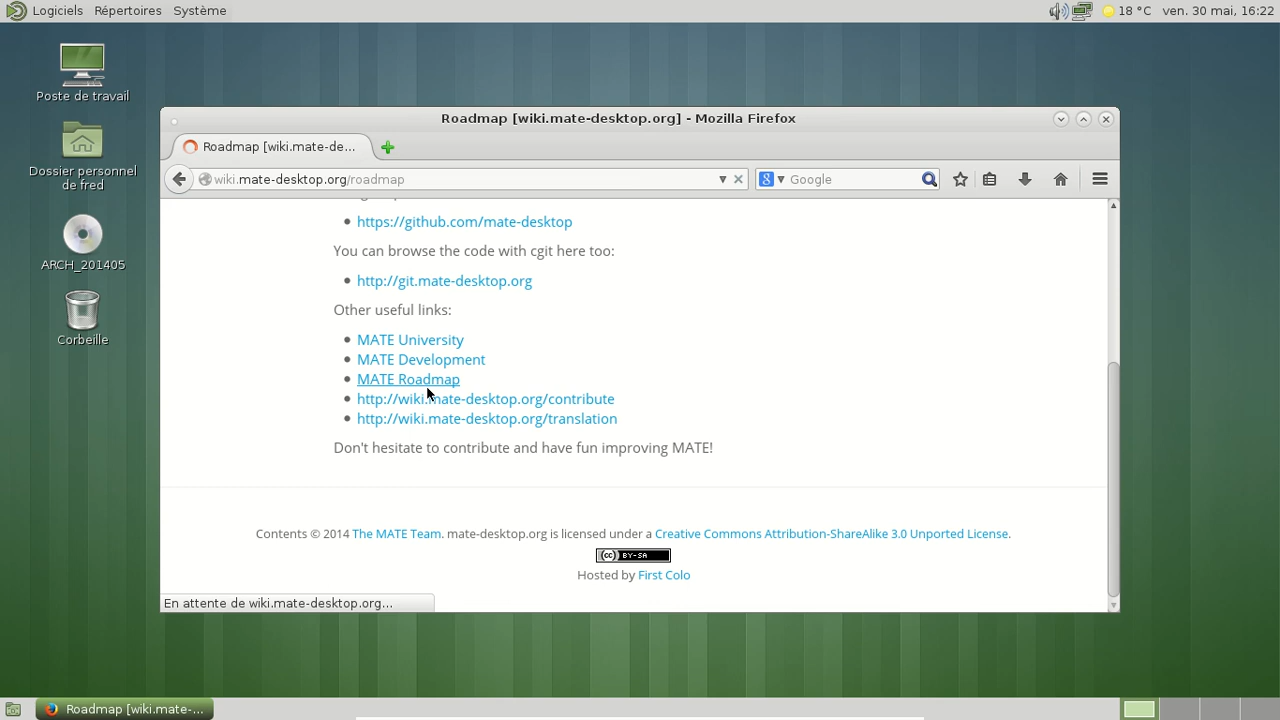 Logiciels Répertoires Système 18 °C ven. 30 mai, 16:22
Poste de travail
Dossier personnel
de fred
ARCH_201405
Corbeille
Roadmap [wiki.mate-desktop.org] - Mozilla Firefox
Roadmap [wiki.mate-de...
wiki.mate-desktop.org/roadmap
Google
https://github.com/mate-desktop
You can browse the code with cgit here too:
http://git.mate-desktop.org
Other useful links:
MATE University
MATE Development
MATE Roadmap
http://wiki.mate-desktop.org/contribute
http://wiki.mate-desktop.org/translation
Don't hesitate to contribute and have fun improving MATE!
Contents © 2014 The MATE Team. mate-desktop.org is licensed under a Creative Commons Attribution-ShareAlike 3.0 Unported License.
(cc) BY-SA
Hosted by First Colo
En attente de wiki.mate-desktop.org...
Roadmap [wiki.mate-...